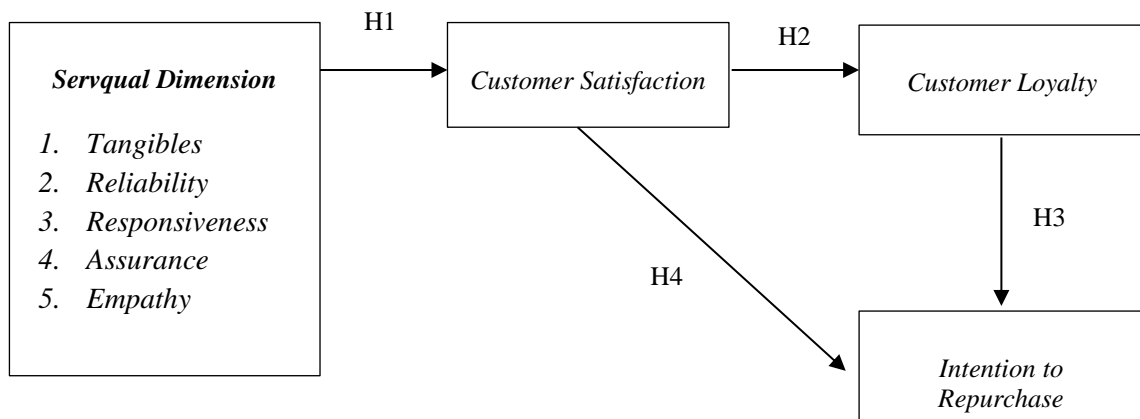 H1
H2
Servqual Dimension
Customer Satisfaction
Customer Loyalty
1. Tangibles
2. Reliability
3. Responsiveness
4. Assurance
5. Empathy
H3
H4
Intention to
Repurchase